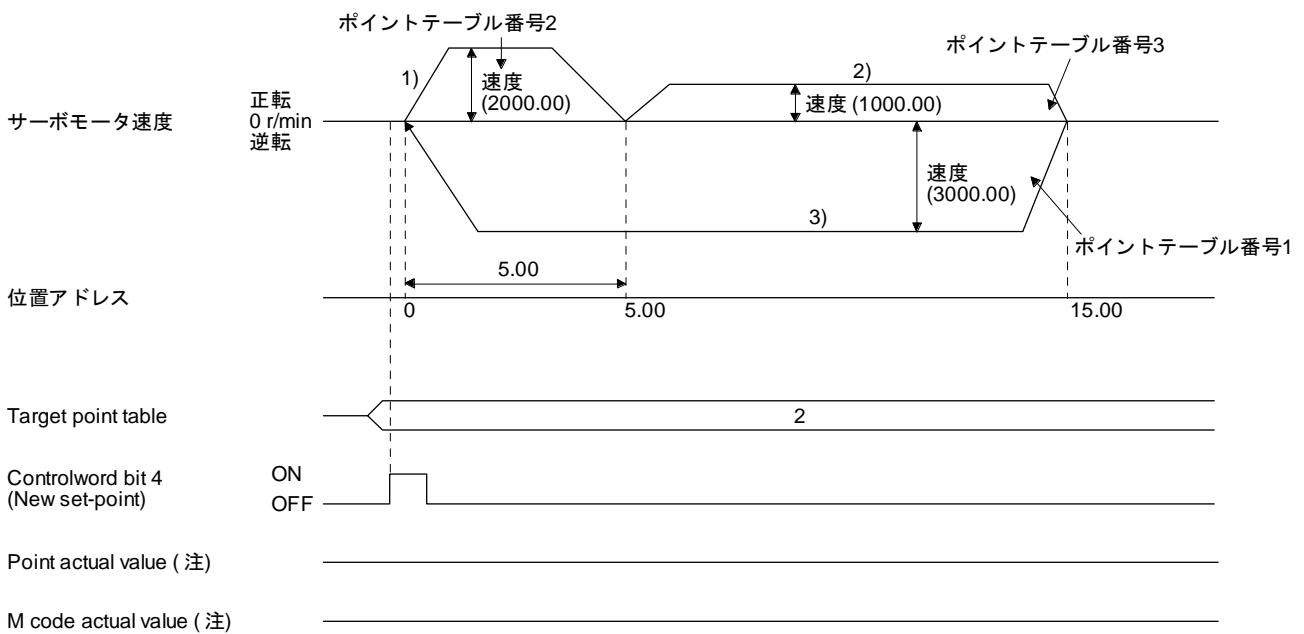 ポイントテーブル番号2
ポイントテーブル番号3
1)
速度
(2000.00)
2)
速度 (1000.00)
サーボモータ速度
正転
0 r/min
逆転
速度
(3000.00)
3)
ポイントテーブル番号1
5.00
位置アドレス
0
5.00
15.00
Target point table
2
Controlword bit 4
(New set-point)
ON
OFF
Point actual value ( 注)
M code actual value ( 注)